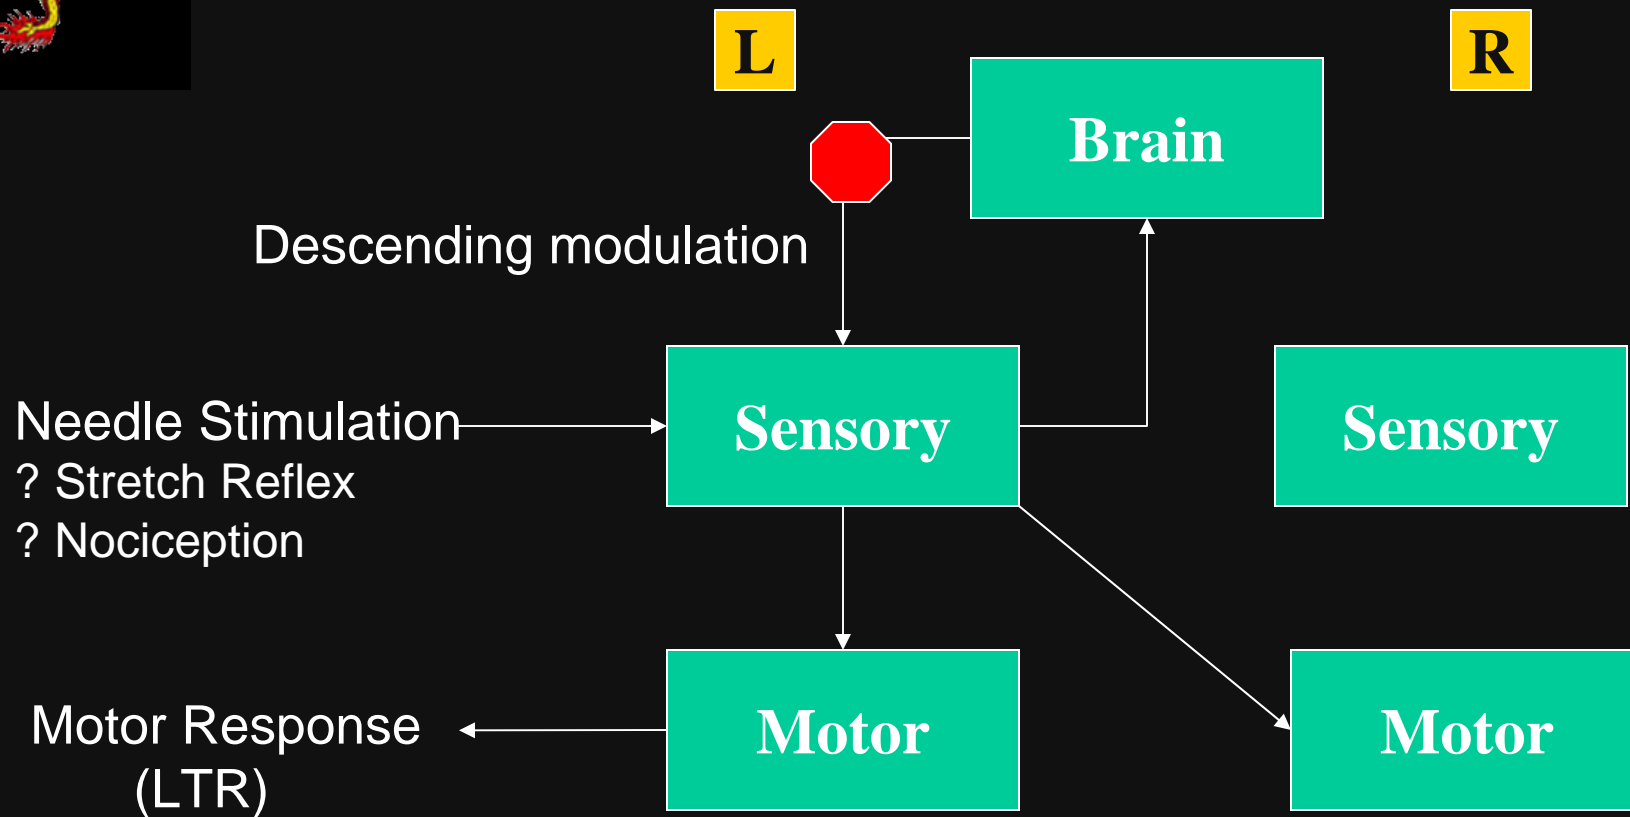 L
R
Brain
Descending modulation
Needle Stimulation
? Stretch Reflex
? Nociception
Sensory
Sensory
Motor Response
(LTR)
Motor
Motor